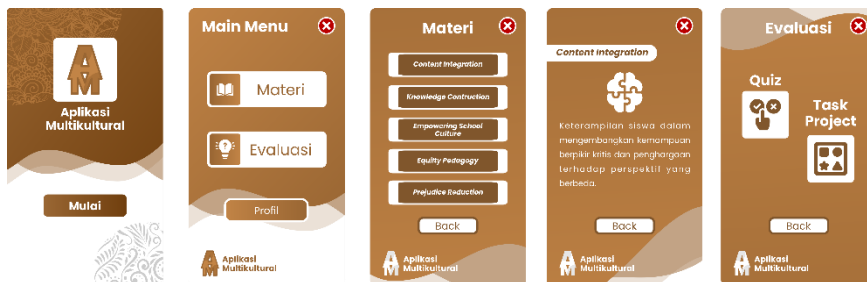 Aplikasi
Multikultural
Mulai
Main Menu
Materi
Evaluasi
Profil
Aplikasi
Multikultural
Materi
Content Integration
Knowledge Contruction
Empowering School
Culture
Equity Pedagogy
Prejudice Reduction
Back
Aplikasi
Multikultural
Content Integration
Keterampilan siswa dalam
mengembangkan kemampuan
berpikir kritis dan penghargaan
terhadap perspektif yang
berbeda.
Back
Aplikasi
Multikultural
Evaluasi
Quiz
Task
Project
Back
Aplikasi
Multikultural